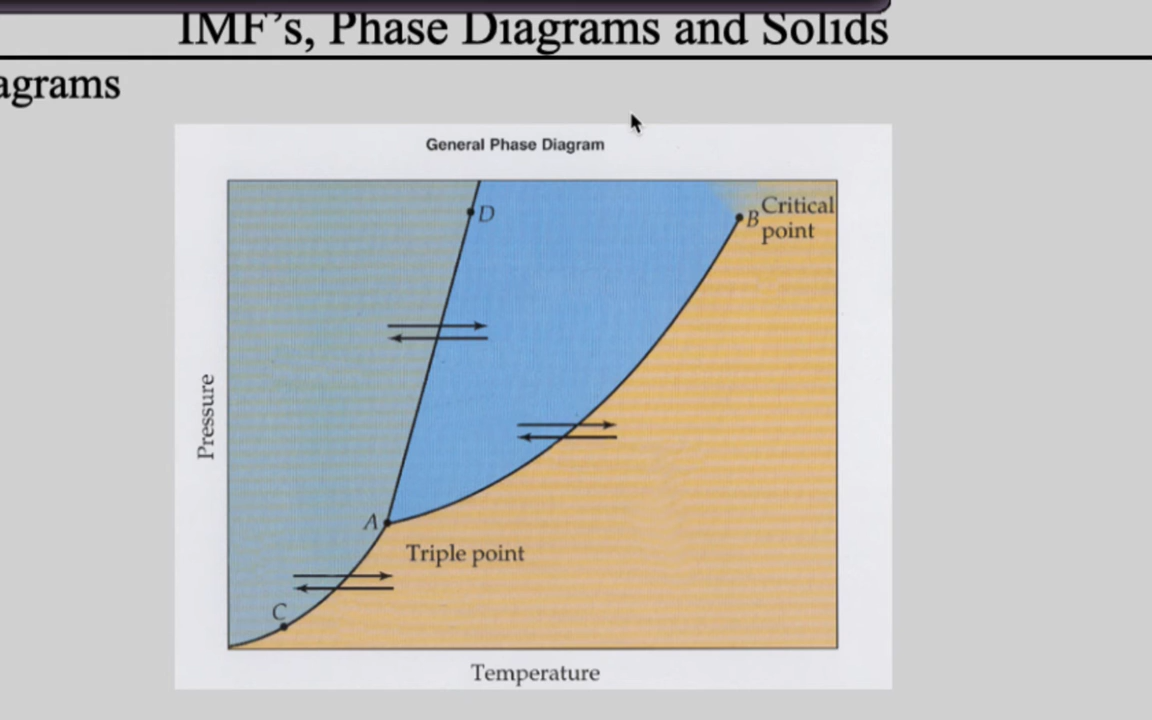 IMF's, Phase Diagrams and Solids
agrams
General Phase Diagram
D
B
Critical
point
Pressure
A
Triple point
C
Temperature